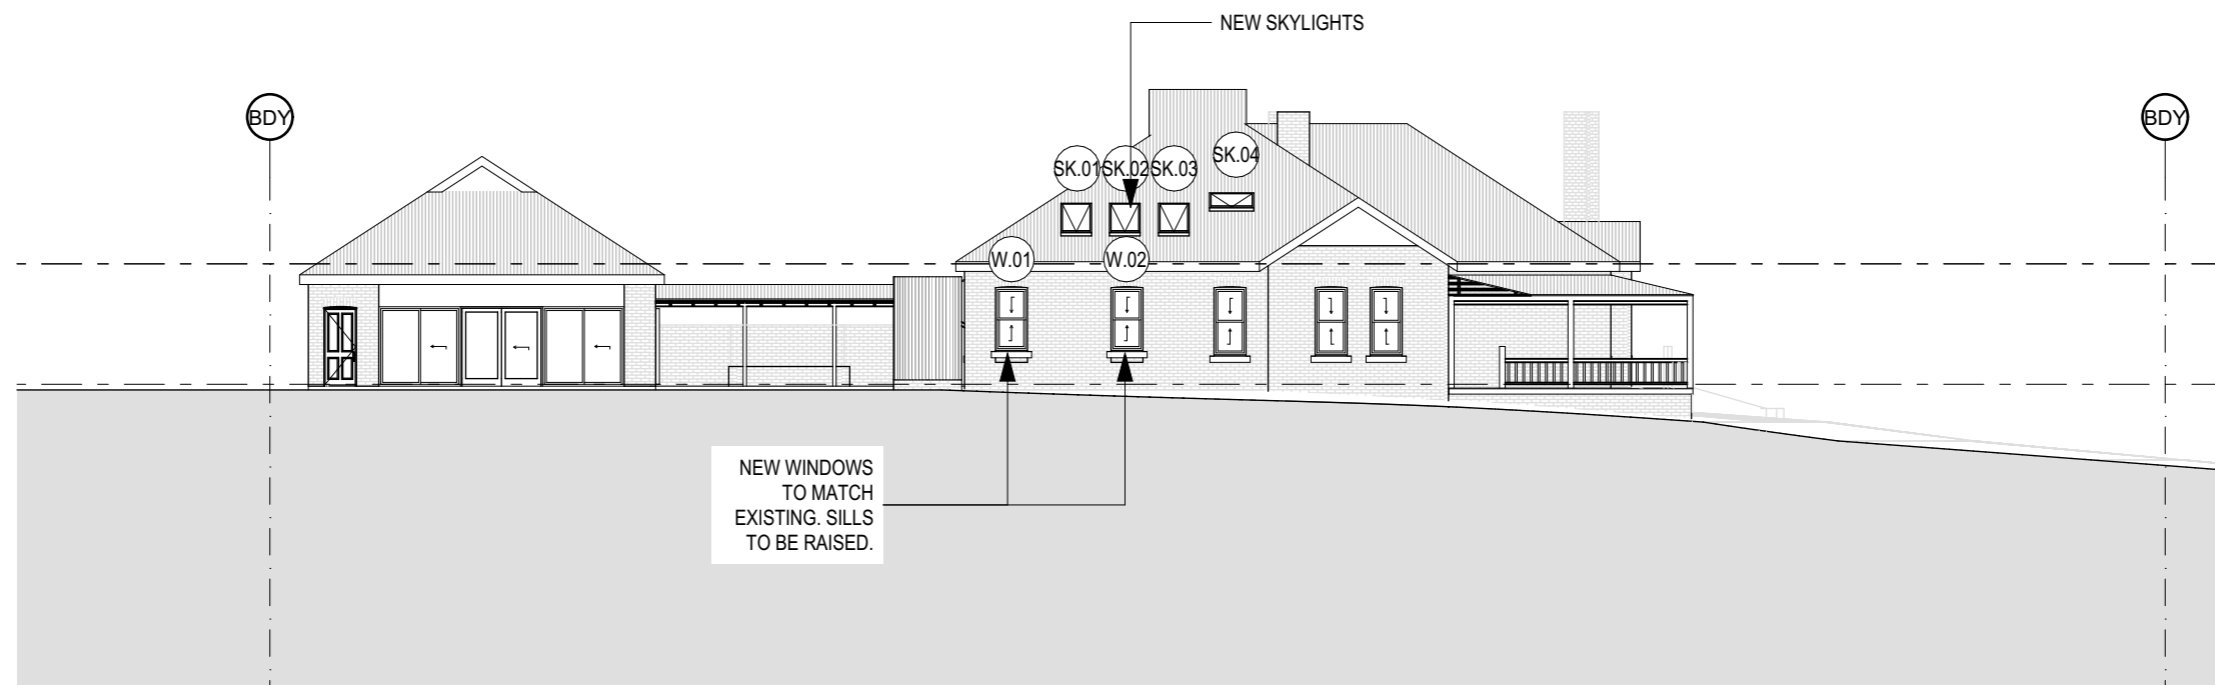 NEW SKYLIGHTS
BDY
BDY
SK.01
SK.02
SK.03
SK.04
W.01
W.02
NEW WINDOWS
TO MATCH
EXISTING. SILLS
TO BE RAISED.